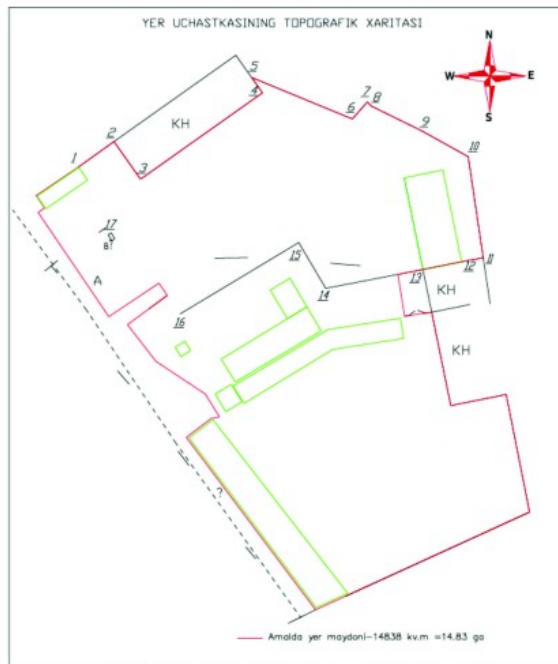 YER UCHASTKASINING TOPOGRAFIK XARITASI
N
W E
S
5
4
7
8
6
KH
2
9
1
3
10
17
8T
15
11
12
13
A
14
KH
16
KH
?
Amalda yer maydoni-14838 kv.m =14.83 ga